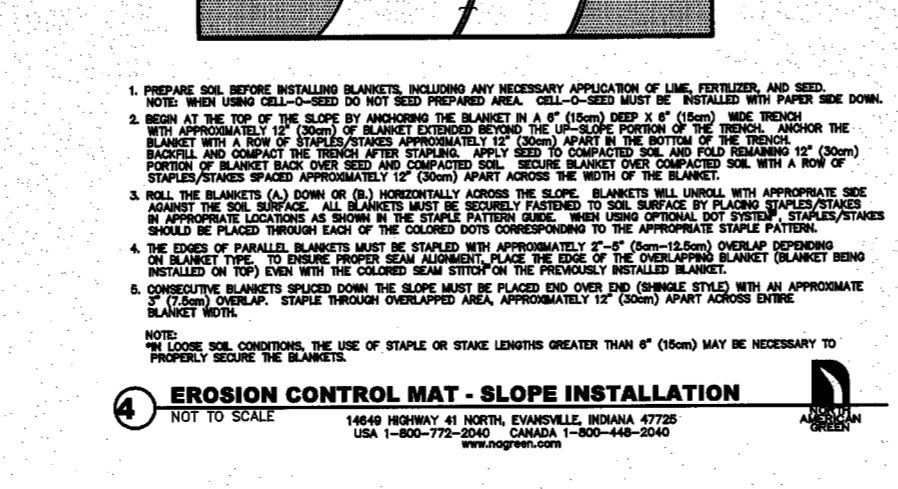 1. PREPARE SOIL BEFORE INSTALLING BLANKETS, INCLUDING ANY NECESSARY APPLICATION OF LIME, FERTILIZER, AND SEED.
NOTE: WHEN USING CELL-O-SEED DO NOT SEED PREPARED AREA. CELL-O-SEED MUST BE INSTALLED WITH PAPER SIDE DOWN.
2. BEGIN AT THE TOP OF THE SLOPE BY ANCHORING THE BLANKET IN A 6" (15cm) DEEP X 6" (15cm) WIDE TRENCH
WITH APPROXIMATELY 12" (30cm) OF BLANKET EXTENDED BEYOND THE UP-SLOPE PORTION OF THE TRENCH. ANCHOR THE
BLANKET WITH A ROW OF STAPLES/STAKES APPROXIMATELY 12" (30cm) APART IN THE BOTTOM OF THE TRENCH.
BACKFILL AND COMPACT THE TRENCH AFTER STAPLING. APPLY SEED TO COMPACTED SOIL AND FOLD REMAINING 12" (30cm)
PORTION OF BLANKET BACK OVER SEED AND COMPACTED SOIL. SECURE BLANKET OVER COMPACTED SOIL WITH A ROW OF
STAPLES/STAKES SPACED APPROXIMATELY 12" (30cm) APART ACROSS THE WIDTH OF THE BLANKET.
3. ROLL THE BLANKETS (A.) DOWN OR (B.) HORIZONTALLY ACROSS THE SLOPE. BLANKETS WILL UNROLL WITH APPROPRIATE SIDE
AGAINST THE SOIL SURFACE. ALL BLANKETS MUST BE SECURELY FASTENED TO SOIL SURFACE BY PLACING STAPLES/STAKES
IN APPROPRIATE LOCATIONS AS SHOWN IN THE STAPLE PATTERN GUIDE. WHEN USING OPTIONAL DOT SYSTEM, STAPLES/STAKES
SHOULD BE PLACED THROUGH EACH OF THE COLORED DOTS CORRESPONDING TO THE APPROPRIATE STAPLE PATTERN.
4. THE EDGES OF PARALLEL BLANKETS MUST BE STAPLED WITH APPROXIMATELY 2"-5" (5cm-12.5cm) OVERLAP DEPENDING
ON BLANKET TYPE. TO ENSURE PROPER SEAM ALIGNMENT, PLACE THE EDGE OF THE OVERLAPPING BLANKET (BLANKET BEING
INSTALLED ON TOP) EVEN WITH THE COLORED SEAM STITCH ON THE PREVIOUSLY INSTALLED BLANKET.
5. CONSECUTIVE BLANKETS SPLICED DOWN THE SLOPE MUST BE PLACED END OVER END (SHINGLE STYLE) WITH AN APPROXIMATE
3" (7.5cm) OVERLAP. STAPLE THROUGH OVERLAPPED AREA, APPROXIMATELY 12" (30cm) APART ACROSS ENTIRE
BLANKET WIDTH.
NOTE:
*IN LOOSE SOIL CONDITIONS, THE USE OF STAPLE OR STAKE LENGTHS GREATER THAN 6" (15cm) MAY BE NECESSARY TO
PROPERLY SECURE THE BLANKETS.
4 EROSION CONTROL MAT - SLOPE INSTALLATION
NOT TO SCALE
14649 HIGHWAY 41 NORTH, EVANSVILLE, INDIANA 47725
USA 1-800-772-2040 CANADA 1-800-448-2040
www.nagreen.com
NORTH
AMERICAN
GREEN